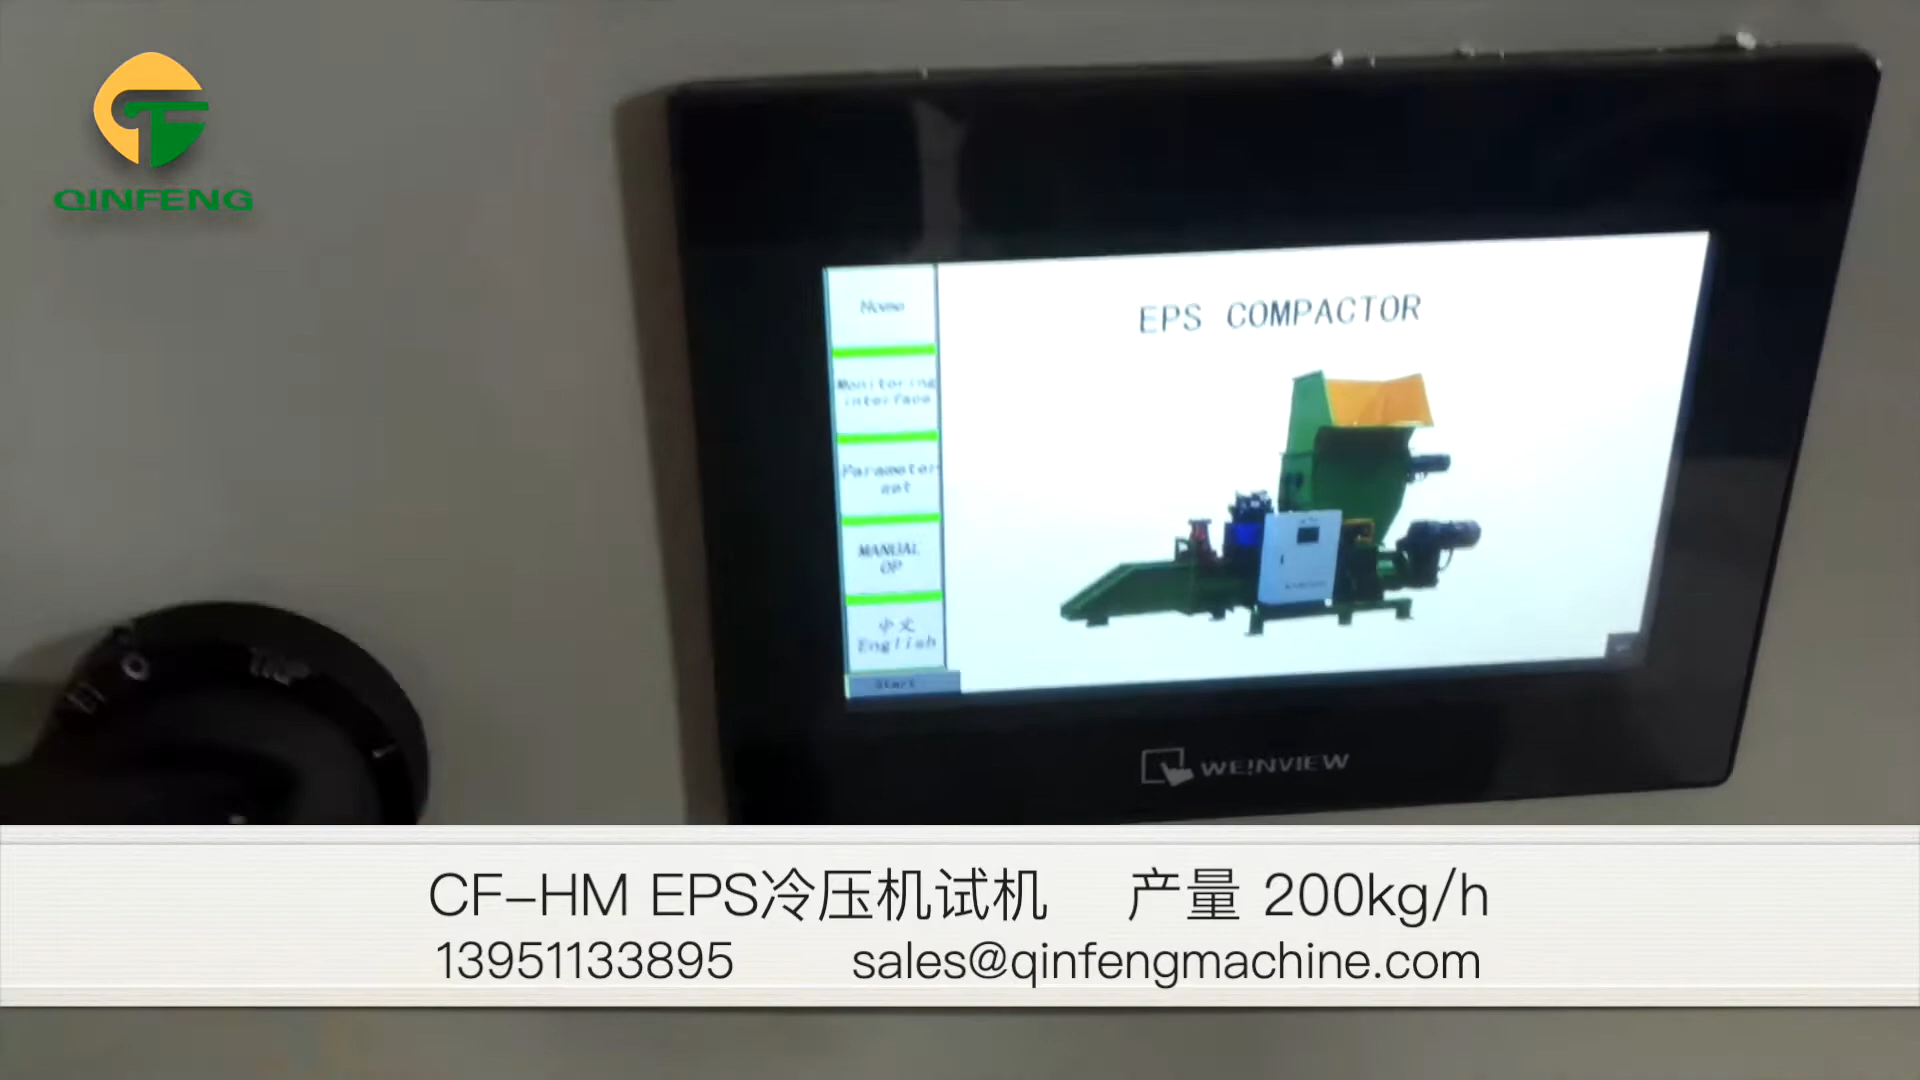 QINFENG
EPS COMPACTOR
Home
Monitoring
interface
Parameter
set
MANUAL
OP
中文
English
Start
TRIP
O
WEINVIEW
CF-HM EPS冷压机试机 产量 200kg/h
13951133895 sales@qinfengmachine.com